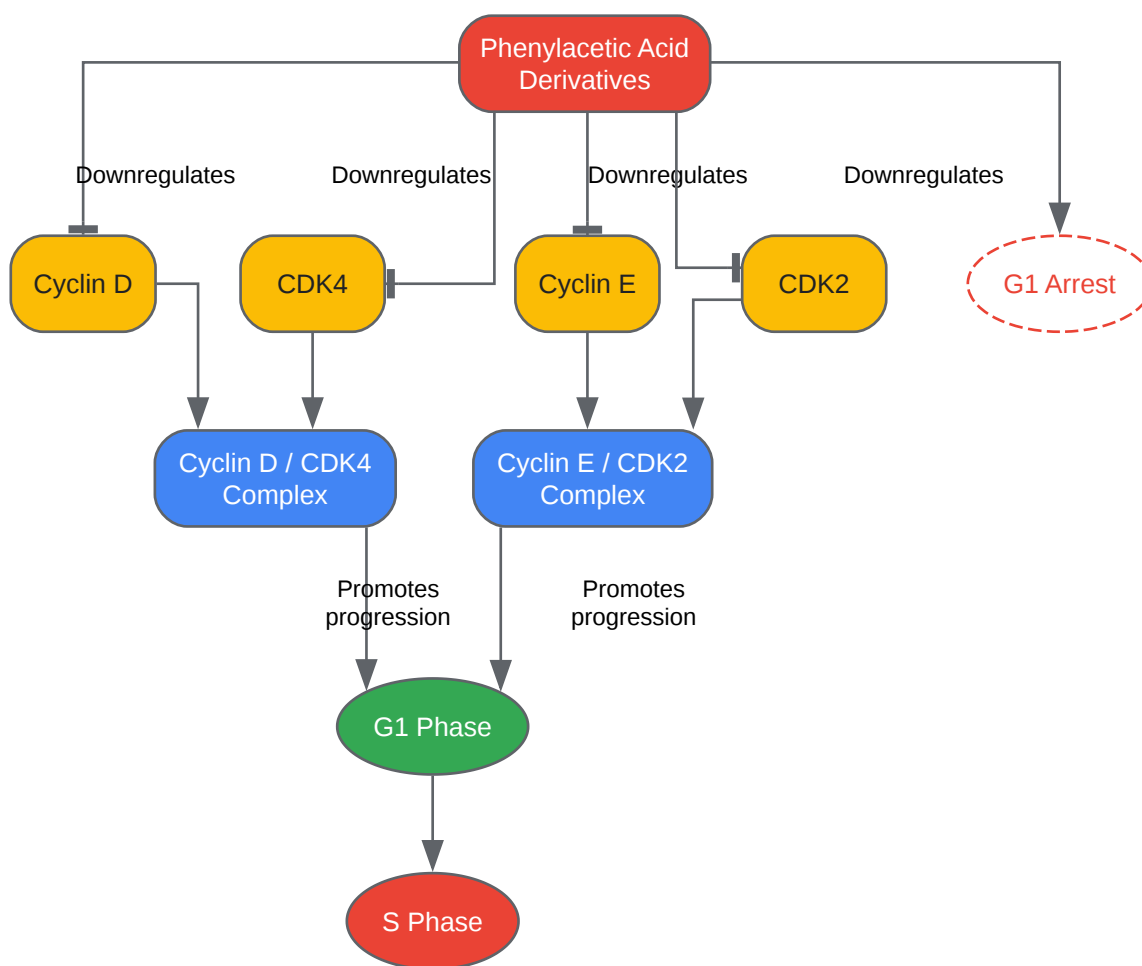 Phenylacetic Acid
Derivatives
Downregulates
Downregulates
Downregulates
Downregulates
Cyclin D
CDK4
Cyclin E
CDK2
G1 Arrest
Cyclin D / CDK4
Complex
Cyclin E / CDK2
Complex
Promotes
progression
Promotes
progression
G1 Phase
S Phase